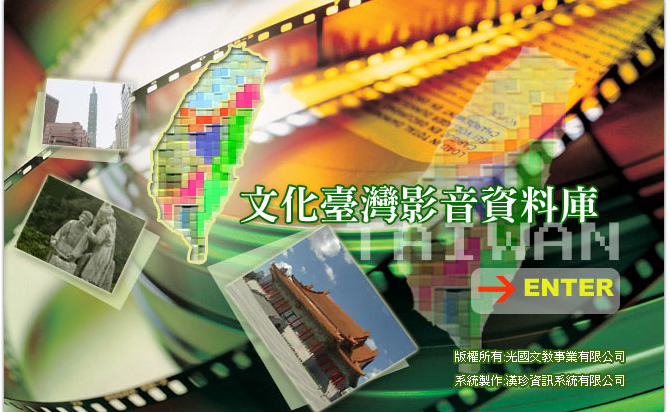 文化臺灣影音資料庫
TAIWAN
ENTER
版權所有:光國文教事業有限公司
系統製作:漢珍資訊系統有限公司